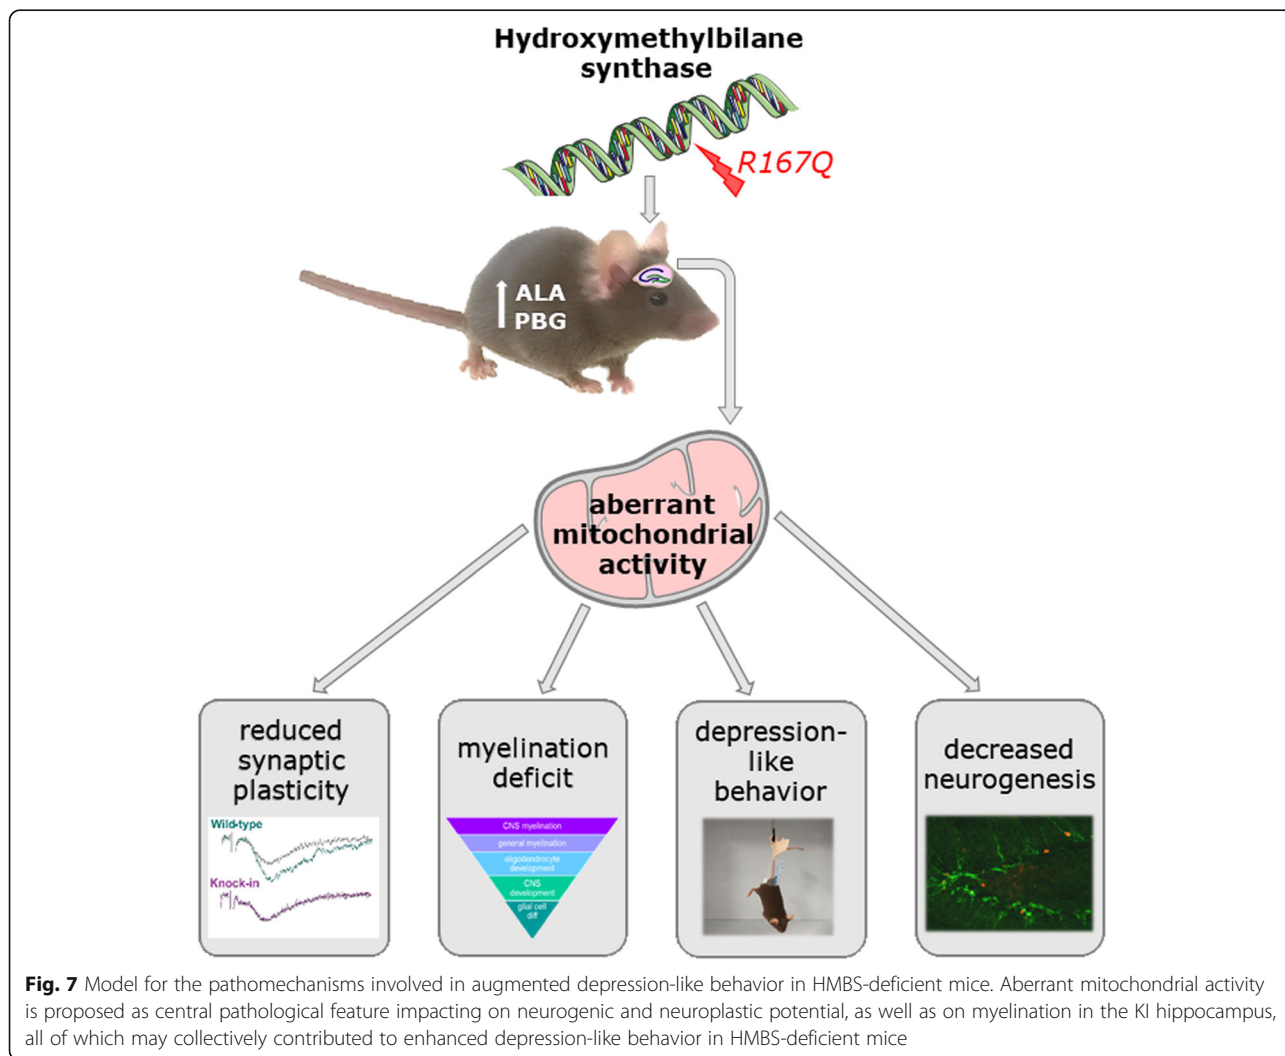 Hydroxymethylbilane
synthase
R167Q
ALA
PBG
aberrant
mitochondrial
activity
reduced
synaptic
plasticity
Wild-type
Knock-in
myelination
deficit
CNS myelination
general myelination
oligodendrocyte
development
CNS
development
glial cell
diff
depression-
like
behavior
decreased
neurogenesis
Fig. 7 Model for the pathomechanisms involved in augmented depression-like behavior in HMBS-deficient mice. Aberrant mitochondrial activity
is proposed as central pathological feature impacting on neurogenic and neuroplastic potential, as well as on myelination in the KI hippocampus,
all of which may collectively contributed to enhanced depression-like behavior in HMBS-deficient mice